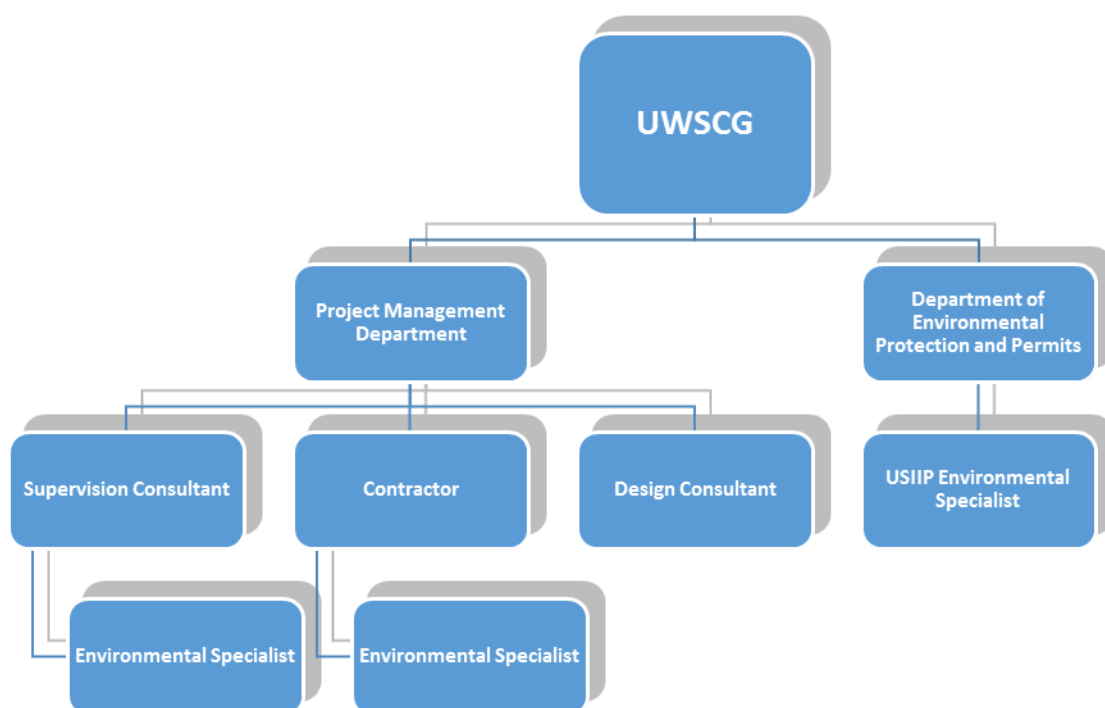 UWSCG
Project Management
Department
Department of
Environmental
Protection and Permits
Supervision Consultant
Contractor
Design Consultant
USIIP Environmental
Specialist
Environmental Specialist
Environmental Specialist